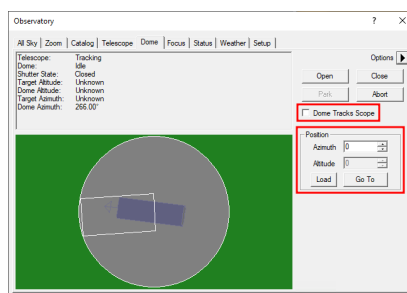 Observatory ? ×
All Sky Zoom Catalog Telescope Dome Focus Status Weather Setup
Telescope: Tracking
Dome: Idle
Shutter State: Closed
Target Altitude: Unknown
Dome Altitude: Unknown
Target Azimuth: Unknown
Dome Azimuth: 266.00°
Options
Open Close
Park Abort
Dome Tracks Scope
Position
Azimuth 0
Altitude 0
Load Go To